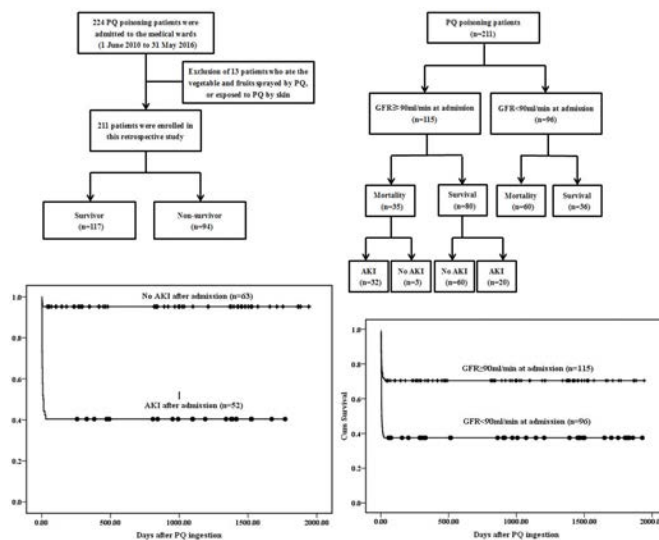 224 PQ poisoning patients were
admitted to the medical wards
(1 June 2010 to 31 May 2016)
Exclusion of 13 patients who ate the
vegetable and fruits sprayed by PQ,
or exposed to PQ by skin
211 patients were enrolled in
this retrospective study
Survivor
(n=117)
Non-survivor
(n=94)
PQ poisoning patients
(n=211)
GFR≥90ml/min at admission
(n=115)
GFR<90ml/min at admission
(n=96)
Mortality
(n=35)
Survival
(n=80)
Mortality
(n=60)
Survival
(n=36)
AKI
(n=32)
No AKI
(n=3)
No AKI
(n=60)
AKI
(n=20)
1.0
0.8
0.6
0.4
0.2
0.0
No AKI after admission (n=63)
AKI after admission (n=52)
0.00
500.00
1000.00
1500.00
2000.00
Days after PQ ingestion
Cum Survival
1.0
0.8
0.6
0.4
0.2
0.0
GFR≥90ml/min at admission (n=115)
GFR<90ml/min at admission (n=96)
0.00
500.00
1000.00
1500.00
2000.00
Days after PQ ingestion